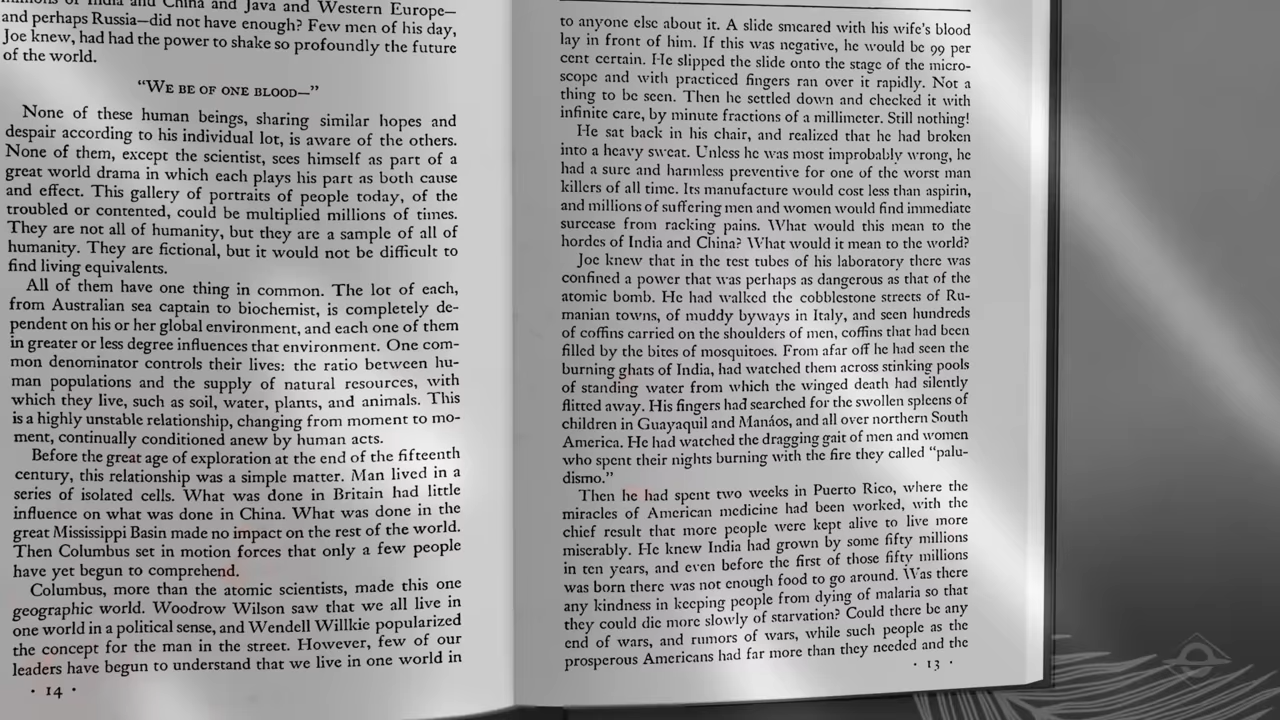 of India and China and Java and Western Europe—
and perhaps Russia—did not have enough? Few men of his day,
Joe knew, had had the power to shake so profoundly the future
of the world.
“WE BE OF ONE BLOOD—”
None of these human beings, sharing similar hopes and
despair according to his individual lot, is aware of the others.
None of them, except the scientist, sees himself as part of a
great world drama in which each plays his part as both cause
and effect. This gallery of portraits of people today, of the
troubled or contented, could be multiplied millions of times.
They are not all of humanity, but they are a sample of all of
humanity. They are fictional, but it would not be difficult to
find living equivalents.
All of them have one thing in common. The lot of each,
from Australian sea captain to biochemist, is completely de-
pendent on his or her global environment, and each one of them
in greater or less degree influences that environment. One com-
mon denominator controls their lives: the ratio between hu-
man populations and the supply of natural resources, with
which they live, such as soil, water, plants, and animals. This
is a highly unstable relationship, changing from moment to mo-
ment, continually conditioned anew by human acts.
Before the great age of exploration at the end of the fifteenth
century, this relationship was a simple matter. Man lived in a
series of isolated cells. What was done in Britain had little
influence on what was done in China. What was done in the
great Mississippi Basin made no impact on the rest of the world.
Then Columbus set in motion forces that only a few people
have yet begun to comprehend.
Columbus, more than the atomic scientists, made this one
geographic world. Woodrow Wilson saw that we all live in
one world in a political sense, and Wendell Willkie popularized
the concept for the man in the street. However, few of our
leaders have begun to understand that we live in one world in
· 14 ·
to anyone else about it. A slide smeared with his wife's blood
lay in front of him. If this was negative, he would be 99 per
cent certain. He slipped the slide onto the stage of the micro-
scope and with practiced fingers ran over it rapidly. Not a
thing to be seen. Then he settled down and checked it with
infinite care, by minute fractions of a millimeter. Still nothing!
He sat back in his chair, and realized that he had broken
into a heavy sweat. Unless he was most improbably wrong, he
had a sure and harmless preventive for one of the worst man
killers of all time. Its manufacture would cost less than aspirin,
and millions of suffering men and women would find immediate
surcease from racking pains. What would this mean to the
hordes of India and China? What would it mean to the world?
Joe knew that in the test tubes of his laboratory there was
confined a power that was perhaps as dangerous as that of the
atomic bomb. He had walked the cobblestone streets of Ru-
manian towns, of muddy byways in Italy, and seen hundreds
of coffins carried on the shoulders of men, coffins that had been
filled by the bites of mosquitoes. From afar off he had seen the
burning ghats of India, had watched them across stinking pools
of standing water from which the winged death had silently
flitted away. His fingers had searched for the swollen spleens of
children in Guayaquil and Manáos, and all over northern South
America. He had watched the dragging gait of men and women
who spent their nights burning with the fire they called “palu-
dismo.”
Then he had spent two weeks in Puerto Rico, where the
miracles of American medicine had been worked, with the
chief result that more people were kept alive to live more
miserably. He knew India had grown by some fifty millions
in ten years, and even before the first of those fifty millions
was born there was not enough food to go around. Was there
any kindness in keeping people from dying of malaria so that
they could die more slowly of starvation? Could there be any
end of wars, and rumors of wars, while such people as the
prosperous Americans had far more than they needed and the
· 13 ·